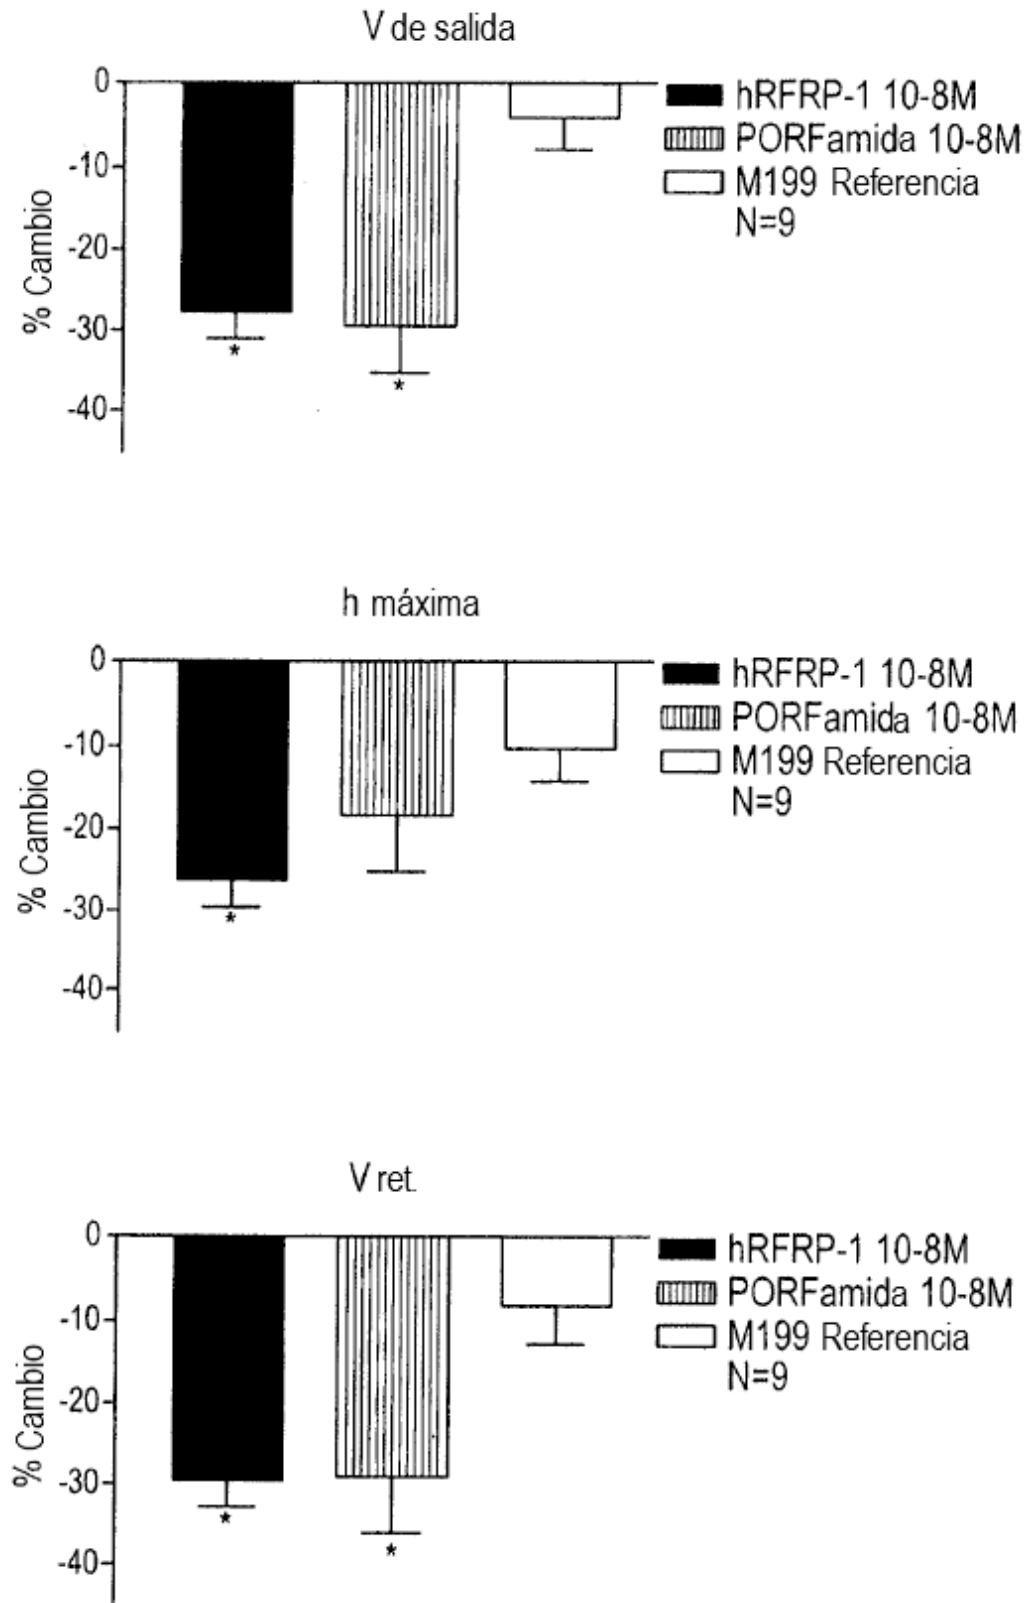 V de salida
0
-10
-20
-30
-40
% Cambio
*
*
hRFRP-1 10-8M
PORFamida 10-8M
M199 Referencia
N=9
h máxima
0
-10
-20
-30
-40
% Cambio
*
hRFRP-1 10-8M
PORFamida 10-8M
M199 Referencia
N=9
V ret.
0
-10
-20
-30
-40
% Cambio
*
*
hRFRP-1 10-8M
PORFamida 10-8M
M199 Referencia
N=9